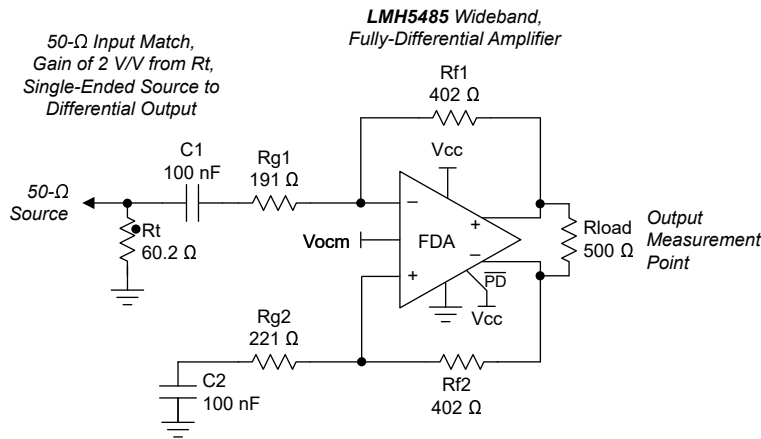 LMH5485 Wideband,
Fully-Differential Amplifier
50-Ω Input Match,
Gain of 2 V/V from Rt,
Single-Ended Source to
Differential Output
Rf1
402 Ω
C1
100 nF
Rg1
191 Ω
Vcc
50-Ω
Source
Rt
60.2 Ω
Vocm
−
+
FDA
+
−
PD
Vcc
Rload
500 Ω
Output
Measurement
Point
Rg2
221 Ω
C2
100 nF
Rf2
402 Ω